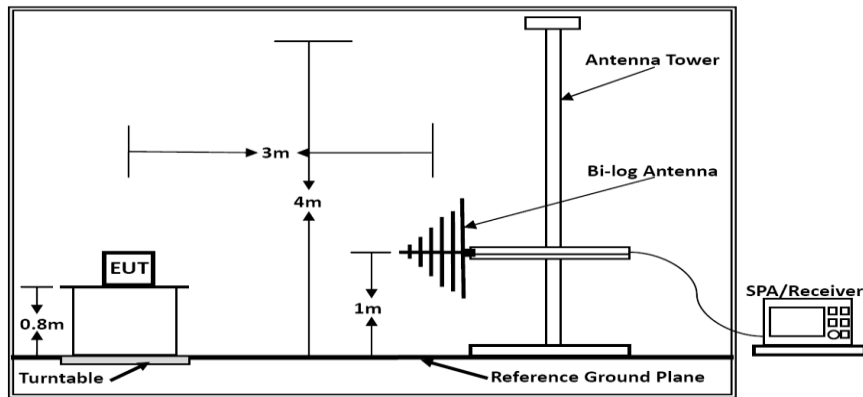 Antenna Tower
3m
Bi-log Antenna
4m
EUT
SPA/Receiver
0.8m
1m
Turntable
Reference Ground Plane